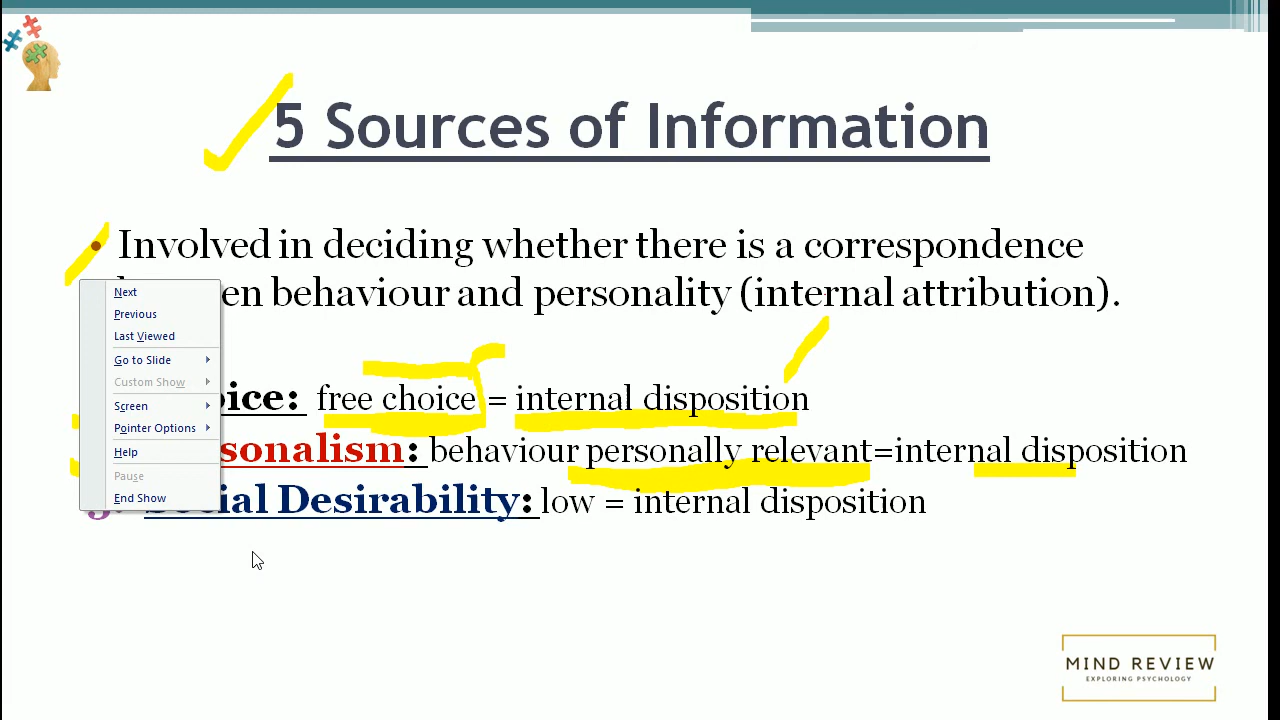 5 Sources of Information
Involved in deciding whether there is a correspondence
en behaviour and personality (internal attribution).
ice: free choice = internal disposition
sonalism: behaviour personally relevant=internal disposition
Social Desirability: low = internal disposition
Next
Previous
Last Viewed
Go to Slide
Custom Show
Screen
Pointer Options
Help
Pause
End Show
MIND REVIEW
EXPLORING PSYCHOLOGY